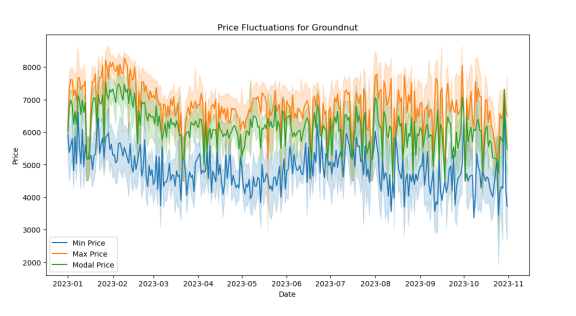 Price Fluctuations for Groundnut
8000
7000
6000
5000
4000
3000
2000
Price
Min Price
Max Price
Modal Price
2023-01 2023-02 2023-03 2023-04 2023-05 2023-06 2023-07 2023-08 2023-09 2023-10 2023-11
Date